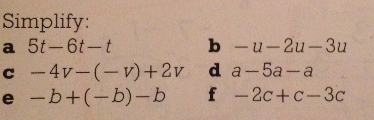 Simplify:
a 5t−6t−t b −u−2u−3u
c −4v−(−v)+2v d a−5a−a
e −b+(−b)−b f −2c+c−3c